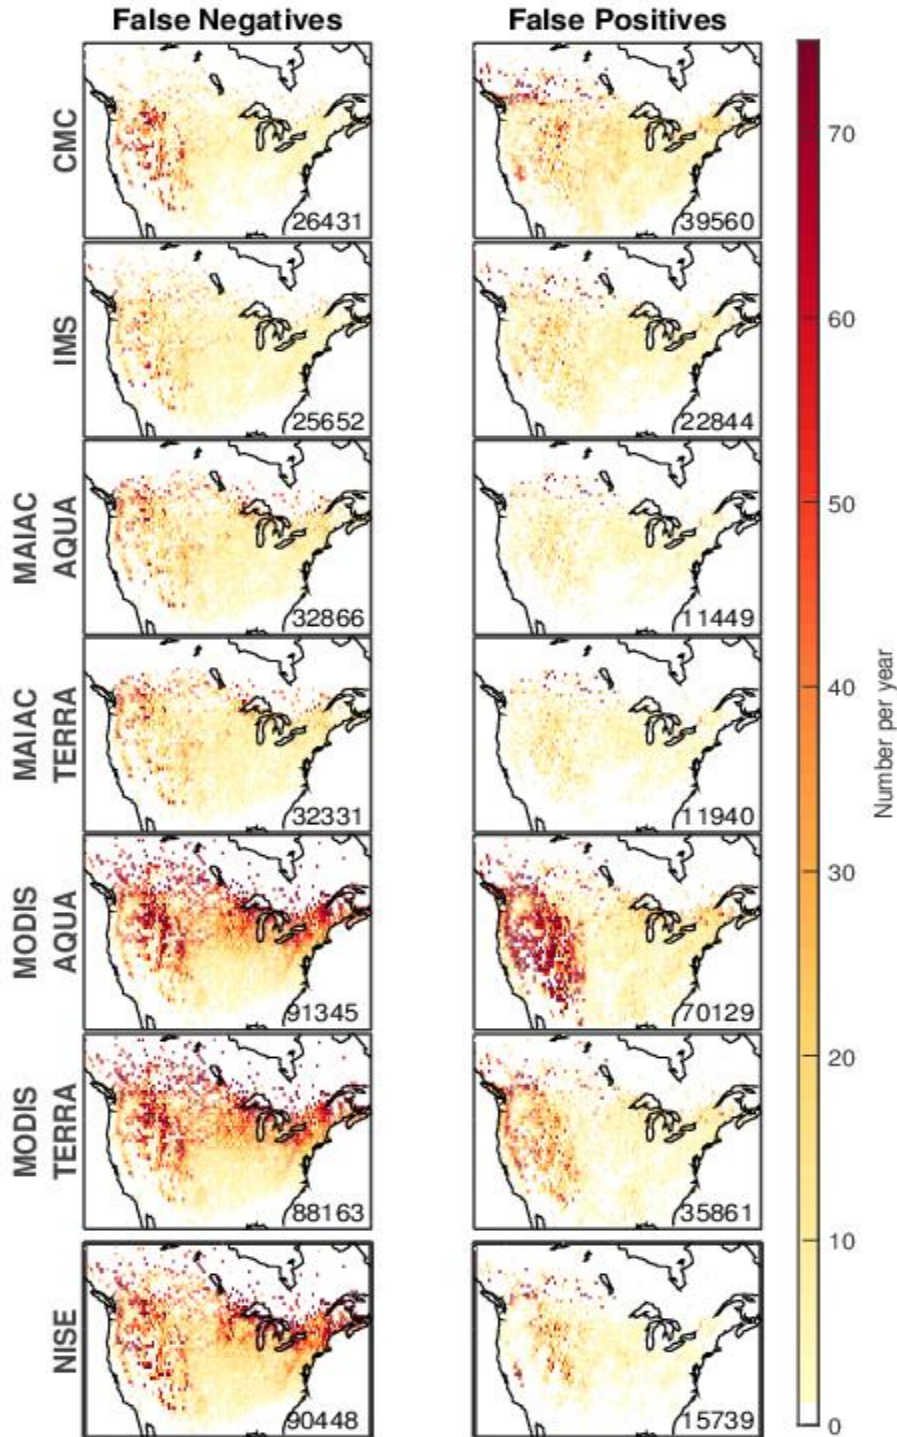 False Negatives False Positives
CMC
26431 39560
IMS
25652 22844
MAIAC
AQUA
32866 11449
MAIAC
TERRA
32331 11940
MODIS
AQUA
91345 70129
MODIS
TERRA
88163 35861
NISE
90448 15739
70
60
50
40
30
20
10
0
Number per year